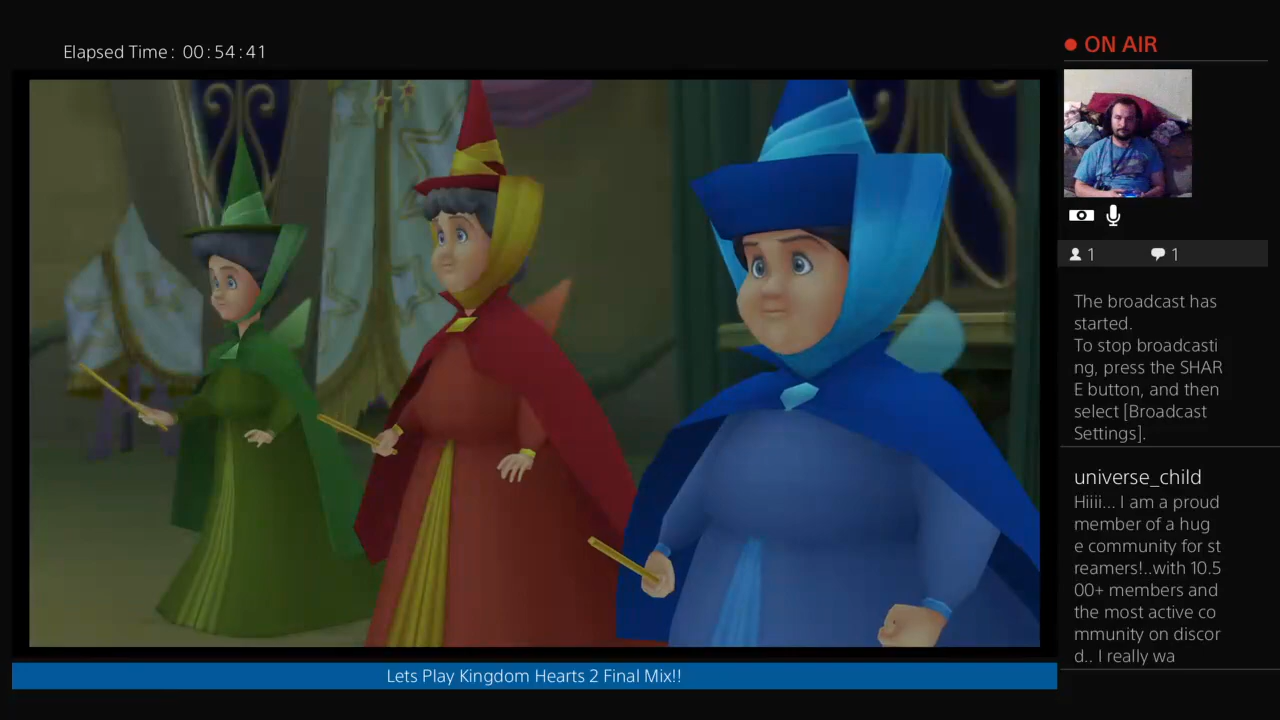 Elapsed Time: 00:54:41
ON AIR
1
1
The broadcast has
started.
To stop broadcasti
ng, press the SHAR
E button, and then
select [Broadcast
Settings].
universe_child
Hiiii... I am a proud
member of a hug
e community for st
reamers!..with 10.5
00+ members and
the most active co
mmunity on discor
d.. I really wa
Lets Play Kingdom Hearts 2 Final Mix!!